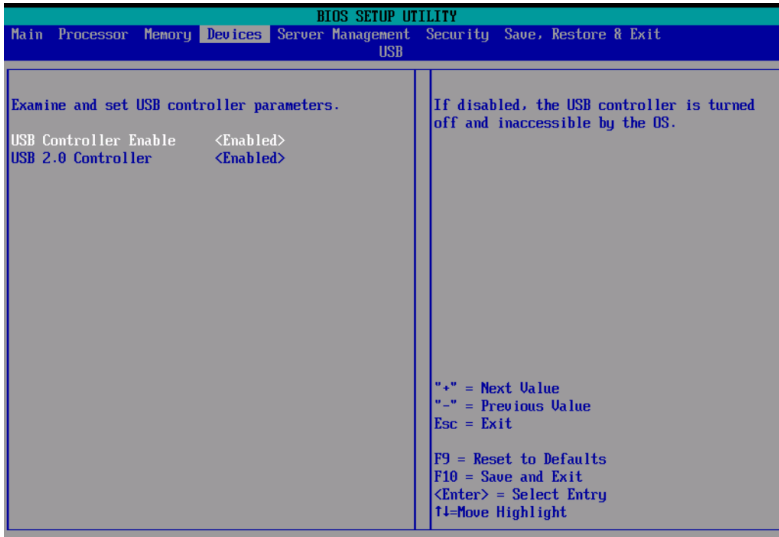 BIOS SETUP UTILITY
Main Processor Memory Devices Server Management Security Save, Restore & Exit
USB
Examine and set USB controller parameters.
USB Controller Enable <Enabled>
USB 2.0 Controller <Enabled>
If disabled, the USB controller is turned
off and inaccessible by the OS.
"+" = Next Value
"-" = Previous Value
Esc = Exit
F9 = Reset to Defaults
F10 = Save and Exit
<Enter> = Select Entry
↑↓=Move Highlight